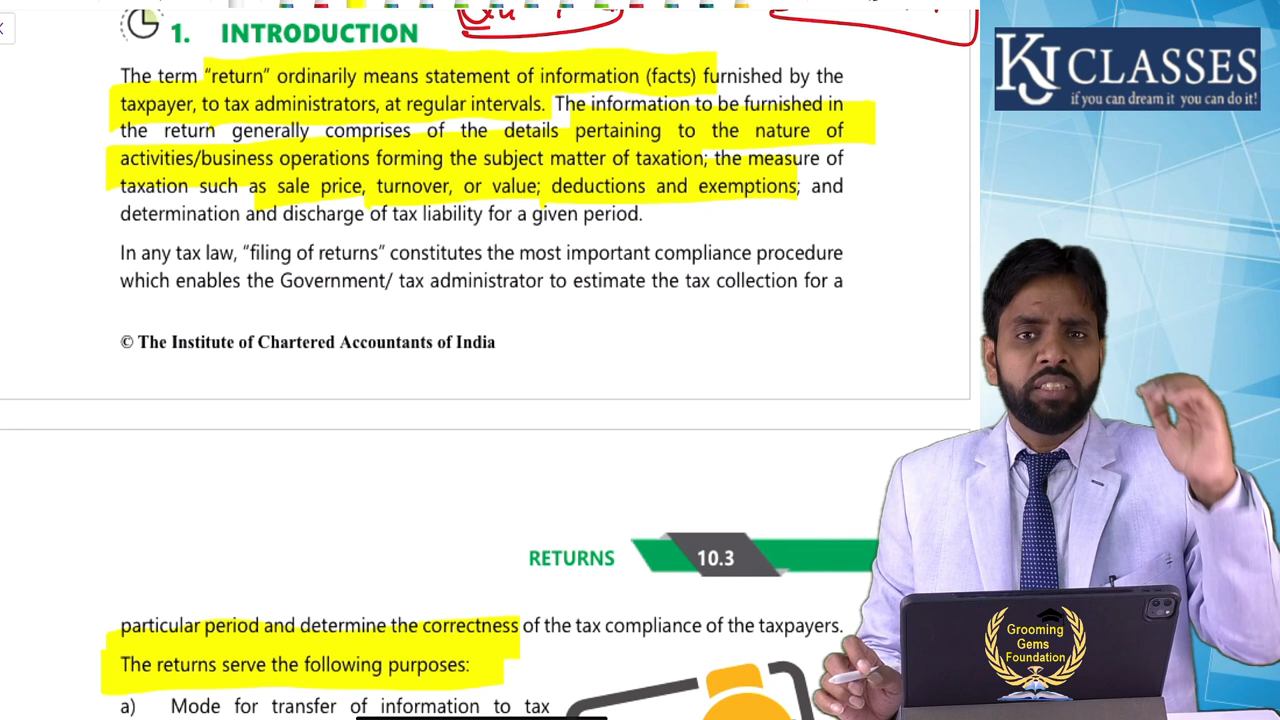 1. INTRODUCTION
The term “return” ordinarily means statement of information (facts) furnished by the
taxpayer, to tax administrators, at regular intervals. The information to be furnished in
the return generally comprises of the details pertaining to the nature of
activities/business operations forming the subject matter of taxation; the measure of
taxation such as sale price, turnover, or value; deductions and exemptions; and
determination and discharge of tax liability for a given period.
In any tax law, “filing of returns” constitutes the most important compliance procedure
which enables the Government/ tax administrator to estimate the tax collection for a
© The Institute of Chartered Accountants of India
RETURNS 10.3
particular period and determine the correctness of the tax compliance of the taxpayers.
The returns serve the following purposes:
a) Mode for transfer of information to tax
KJ CLASSES
if you can dream it you can do it!
Grooming
Gems
Foundation